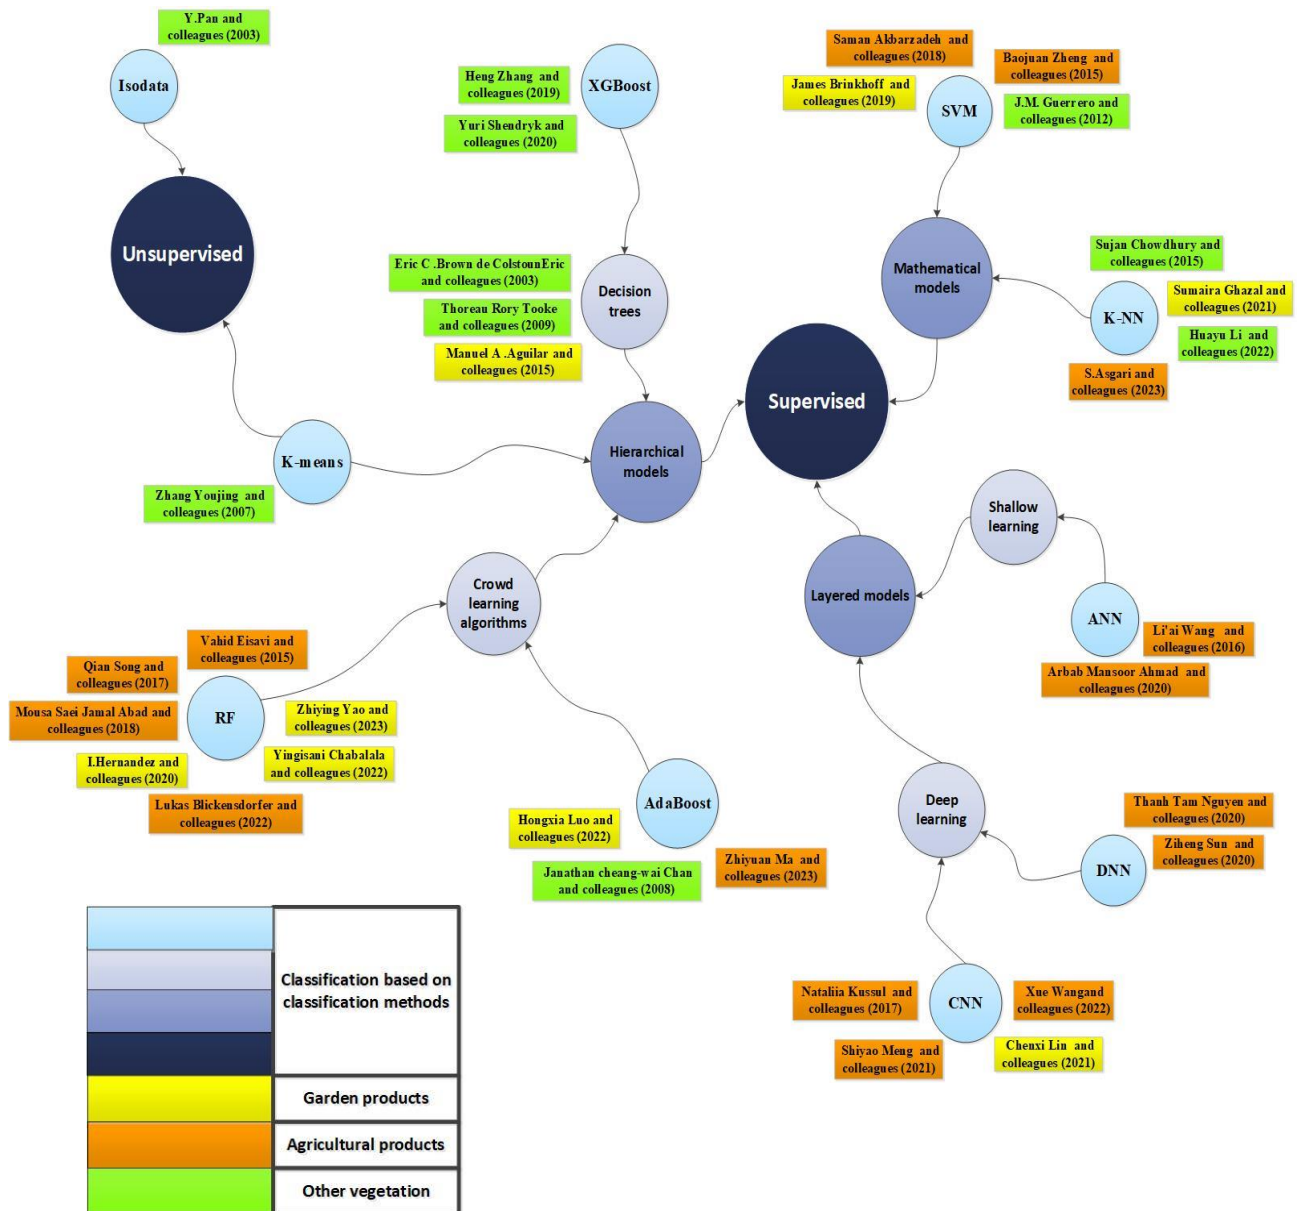 Y.Pan and
colleagues (2003)
Isodata
Unsupervised
Heng Zhang and
colleagues (2019)
Yuri Shendryk and
colleagues (2020)
XGBoost
Saman Akbarzadeh and
colleagues (2018)
Baojuan Zheng and
colleagues (2015)
James Brinkhoff and
colleagues (2019)
SVM
J.M. Guerrero and
colleagues (2012)
Eric C .Brown de ColstounEric
and colleagues (2003)
Thoreau Rory Tooke
and colleagues (2009)
Manuel A .Aguilar and
colleagues (2015)
Decision
trees
Mathematical
models
Sujan Chowdhury and
colleagues (2015)
Sumaira Ghazal and
colleagues (2021)
K-NN
Huayu Li and
colleagues (2022)
S.Asgari and
colleagues (2023)
Supervised
K-means
Zhang Youjing and
colleagues (2007)
Hierarchical
models
Shallow
learning
Crowd
learning
algorithms
Layered models
ANN
Li'ai Wang and
colleagues (2016)
Arbab Mansoor Ahmad and
colleagues (2020)
Vahid Eisavi and
colleagues (2015)
Qian Song and
colleagues (2017)
Mousa Saei Jamal Abad and
colleagues (2018)
RF
Zhiying Yao and
colleagues (2023)
I.Hernandez and
colleagues (2020)
Yingisani Chabalala
and colleagues (2022)
Lukas Blickensdorfer and
colleagues (2022)
AdaBoost
Hongxia Luo and
colleagues (2022)
Janathan cheang-wai Chan
and colleagues (2008)
Zhiyuan Ma and
colleagues (2023)
Deep
learning
Thanh Tam Nguyen and
colleagues (2020)
Ziheng Sun and
colleagues (2020)
DNN
Nataliia Kussul and
colleagues (2017)
CNN
Xue Wangand
colleagues (2022)
Shiyao Meng and
colleagues (2021)
Chenxi Lin and
colleagues (2021)
Classification based on
classification methods
Garden products
Agricultural products
Other vegetation